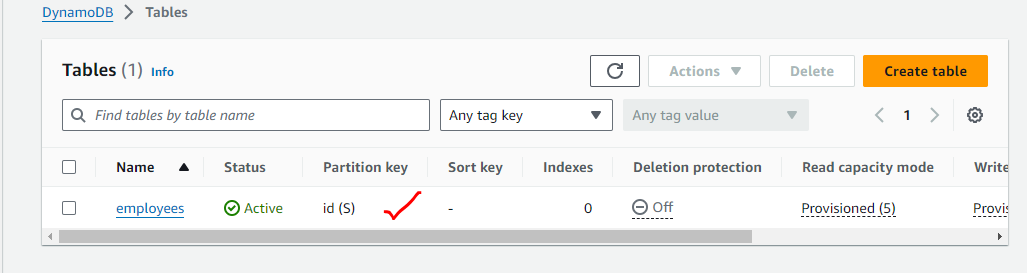 DynamoDB > Tables
Tables (1) Info
Actions Delete Create table
Find tables by table name Any tag key Any tag value < 1 >
Name Status Partition key Sort key Indexes Deletion protection Read capacity mode Write
employees Active id (S) - 0 Off Provisioned (5) Provis